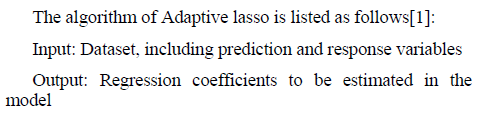 The algorithm of Adaptive lasso is listed as follows[1]:
Input: Dataset, including prediction and response variables
Output: Regression coefficients to be estimated in the
model